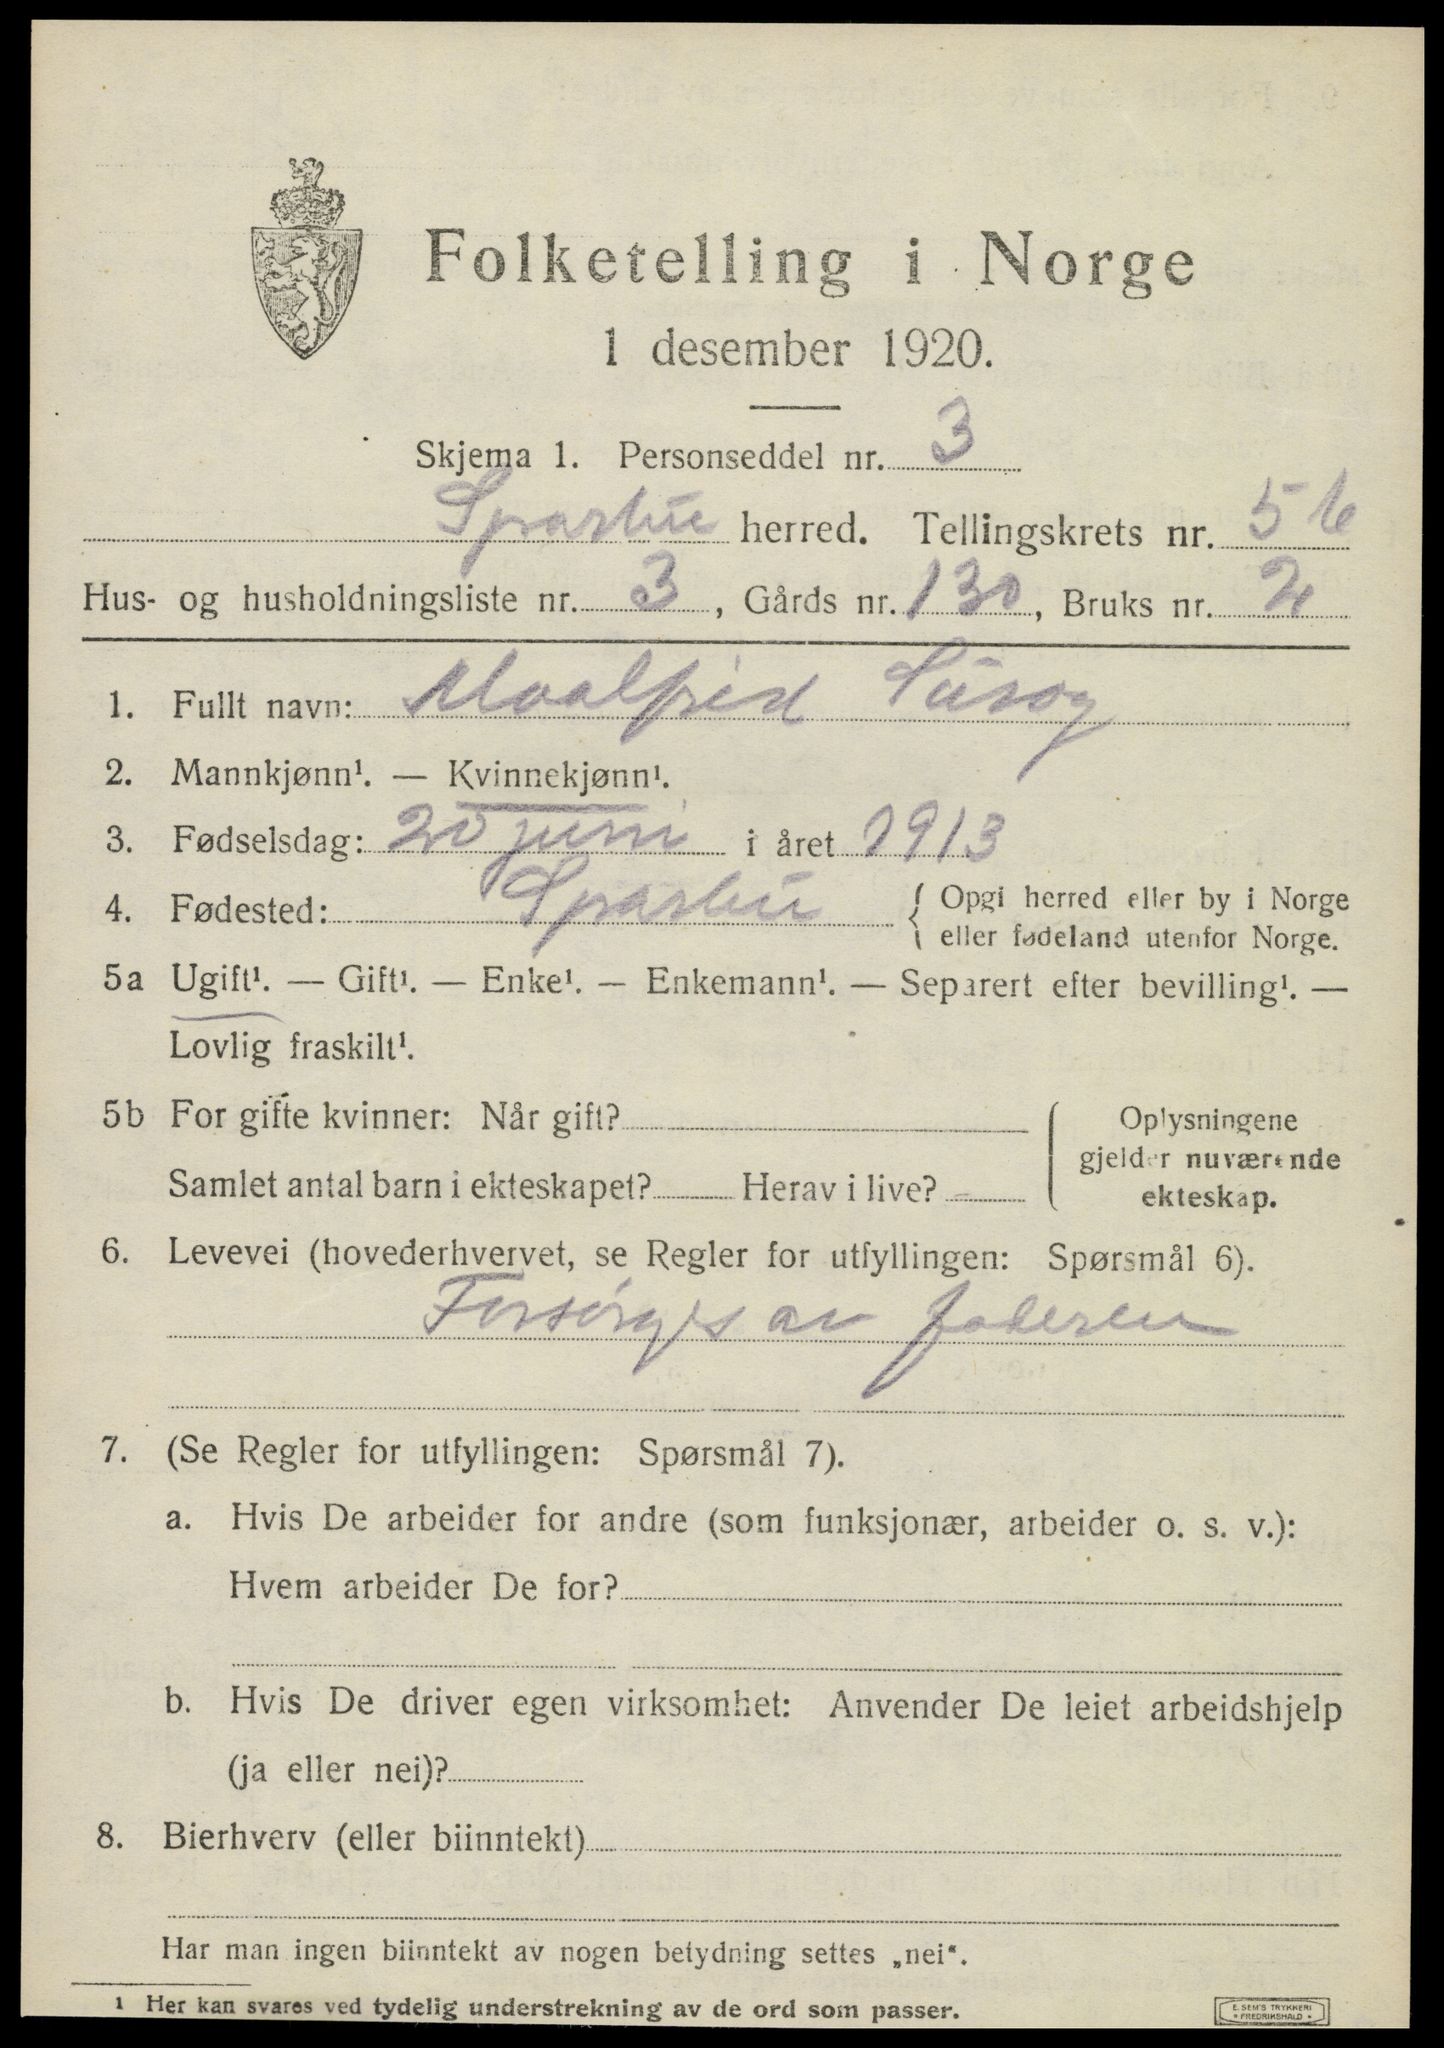 Folketelling i Norge
1 desember 1920.
Skjema 1. Personseddel nr. 3
Sparbu herred. Tellingskrets nr. 5 b
Hus- og husholdningsliste nr. 3, Gårds nr. 130, Bruks nr. 2
1. Fullt navn: Maalfrid
2. Mannkjønn¹. — Kvinnekjønn¹.
3. Fødselsdag: 20 juni i året 1913
4. Fødested: Sparbu { Opgi herred eller by i Norge
eller fødeland utenfor Norge.
5a Ugift¹. — Gift¹. — Enke¹. — Enkemann¹. — Separert efter bevilling¹. —
Lovlig fraskilt¹.
5b For gifte kvinner: Når gift?
Samlet antal barn i ekteskapet? Herav i live?
Oplysningene
gjelder nuværende
ekteskap.
6. Levevei (hovederhvervet, se Regler for utfyllingen: Spørsmål 6).
Forsørges av faderen
7. (Se Regler for utfyllingen: Spørsmål 7).
a. Hvis De arbeider for andre (som funksjonær, arbeider o. s. v.):
Hvem arbeider De for?
b. Hvis De driver egen virksomhet: Anvender De leiet arbeidshjelp
(ja eller nei)?
8. Bierhverv (eller biinntekt)
Har man ingen biinntekt av nogen betydning settes „nei“.
1 Her kan svares ved tydelig understrekning av de ord som passer.
E. SEM'S TRYKKERI
* FREDRIKSHALD *